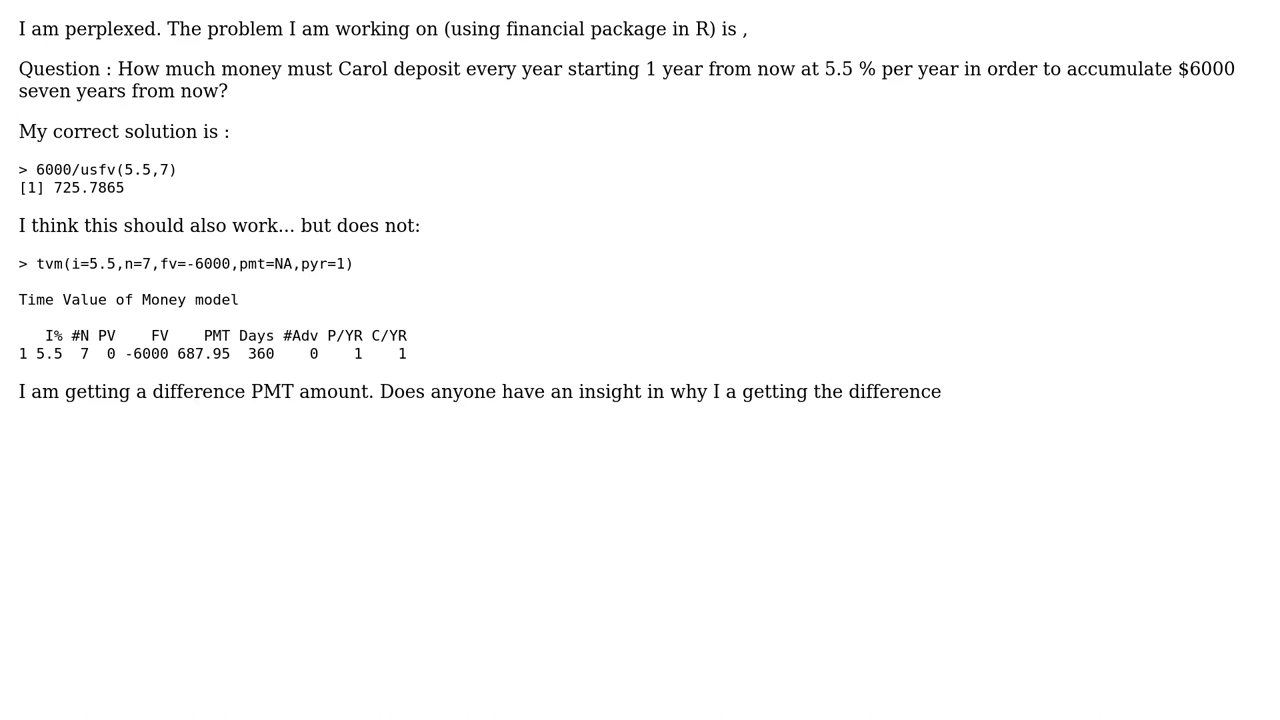 I am perplexed. The problem I am working on (using financial package in R) is ,
Question : How much money must Carol deposit every year starting 1 year from now at 5.5 % per year in order to accumulate $6000
seven years from now?
My correct solution is :
> 6000/usfv(5.5,7)
[1] 725.7865
I think this should also work... but does not:
> tvm(i=5.5,n=7,fv=-6000,pmt=NA,pyr=1)
Time Value of Money model
I% #N PV FV PMT Days #Adv P/YR C/YR
1 5.5 7 0 -6000 687.95 360 0 1 1
I am getting a difference PMT amount. Does anyone have an insight in why I a getting the difference